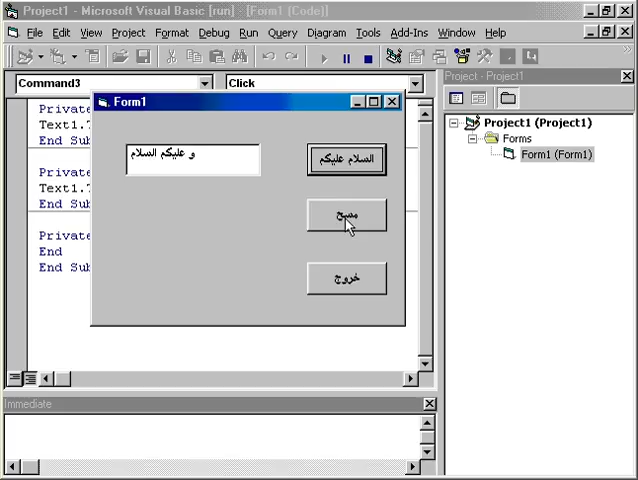 Project1 - Microsoft Visual Basic [run] - [Form1 (Code)]
File Edit View Project Format Debug Run Query Diagram Tools Add-Ins Window Help
Command3 Click
Project - Project1
Form1
Private
Text1.
End Sub
Private
Text1.
End Sub
Private
End
End Sub
و عليكم السلام
السلام عليكم
مسح
خروج
Project1 (Project1)
Forms
Form1 (Form1)
Immediate